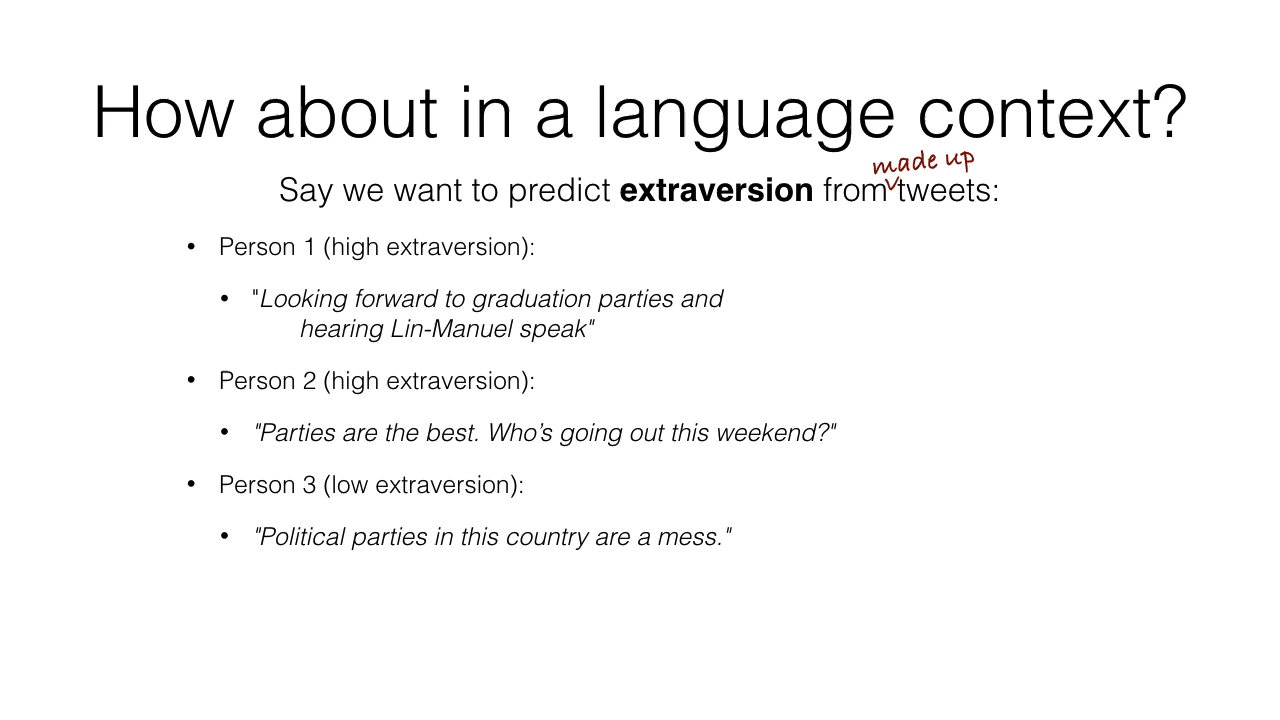 How about in a language context?
made up
Say we want to predict extraversion from tweets:
• Person 1 (high extraversion):
• "Looking forward to graduation parties and
hearing Lin-Manuel speak"
• Person 2 (high extraversion):
• "Parties are the best. Who’s going out this weekend?"
• Person 3 (low extraversion):
• "Political parties in this country are a mess."